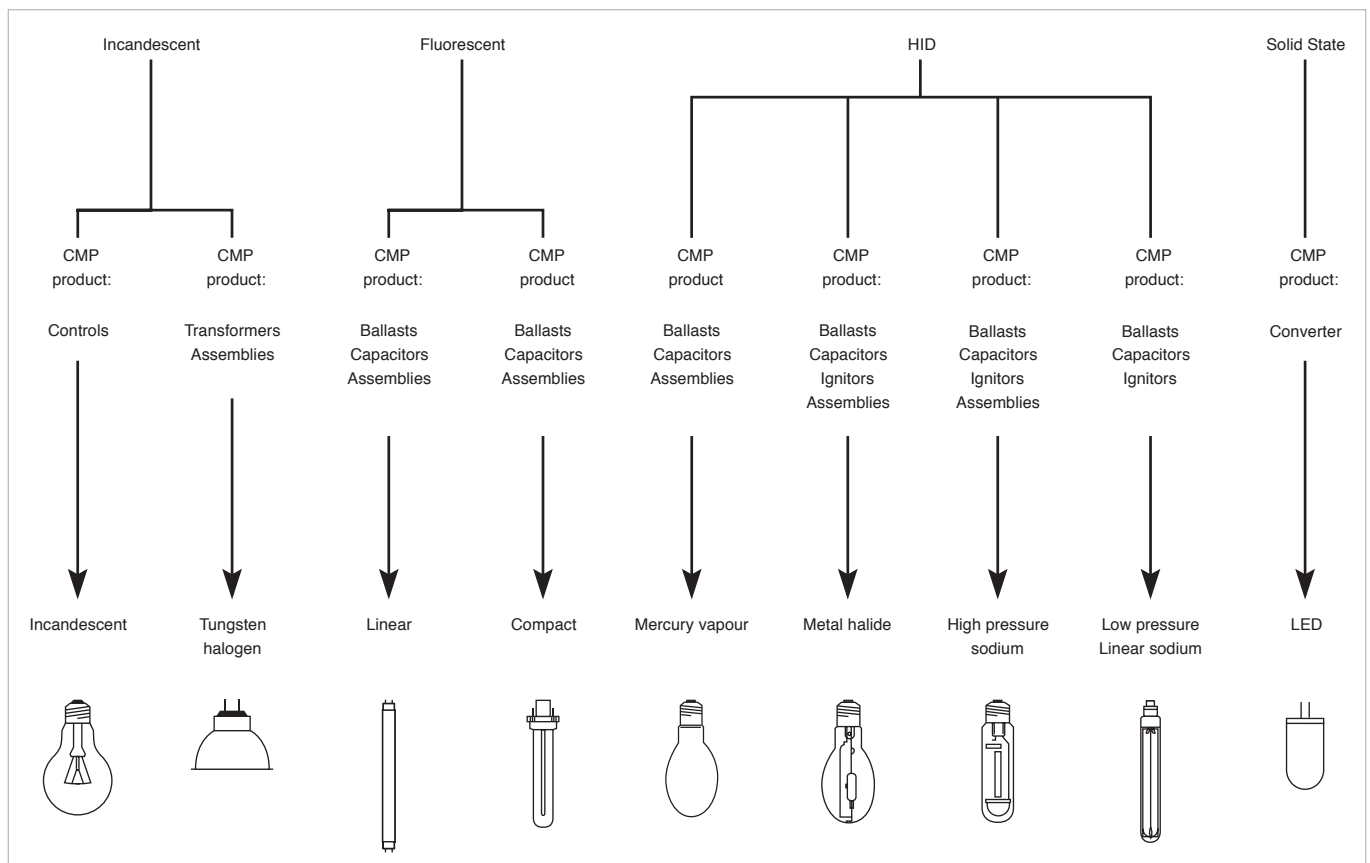 Incandescent
Fluorescent
HID
Solid State
CMP
product:
Controls
CMP
product:
Transformers
Assemblies
CMP
product:
Ballasts
Capacitors
Assemblies
CMP
product
Ballasts
Capacitors
Assemblies
CMP
product
Ballasts
Capacitors
Assemblies
CMP
product:
Ballasts
Capacitors
Ignitors
Assemblies
CMP
product:
Ballasts
Capacitors
Ignitors
Assemblies
CMP
product:
Ballasts
Capacitors
Ignitors
CMP
product:
Converter
Incandescent
Tungsten
halogen
Linear
Compact
Mercury vapour
Metal halide
High pressure
sodium
Low pressure
Linear sodium
LED